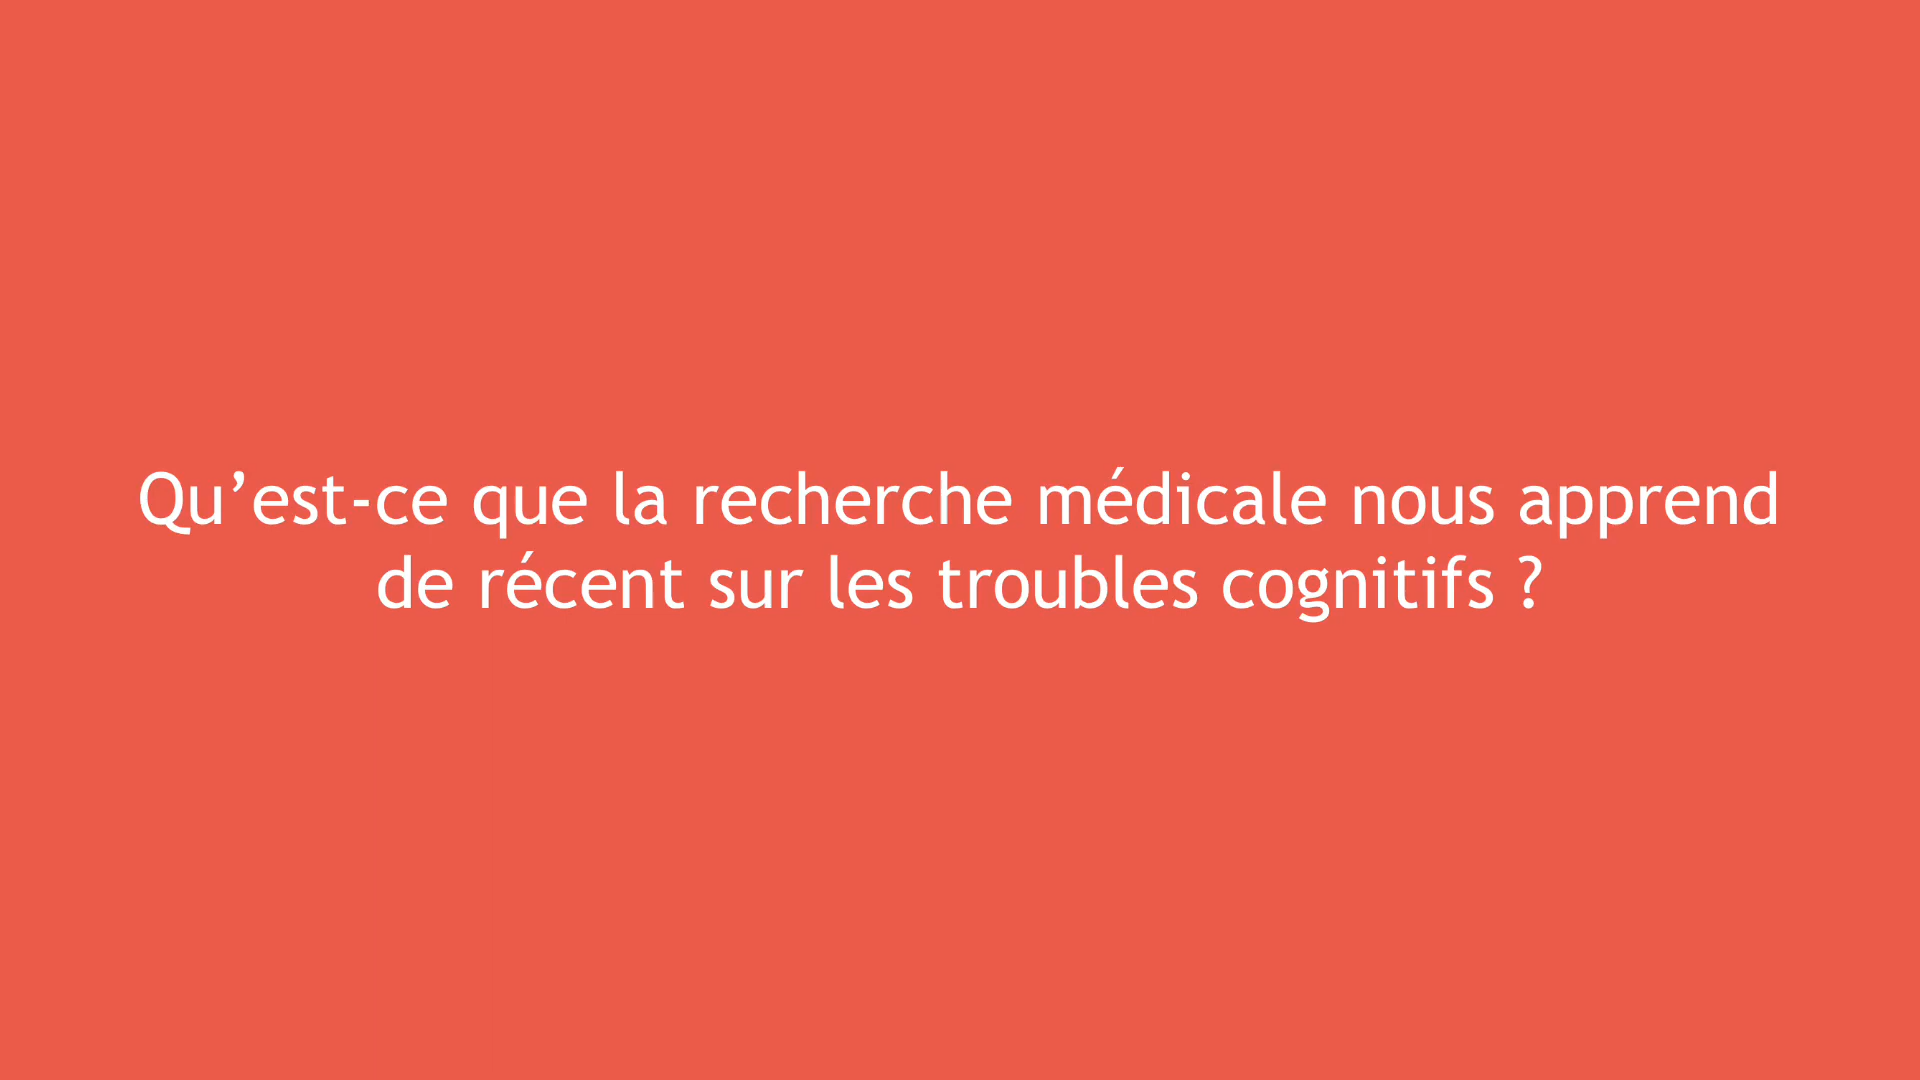 Qu’est-ce que la recherche médicale nous apprend
de récent sur les troubles cognitifs ?